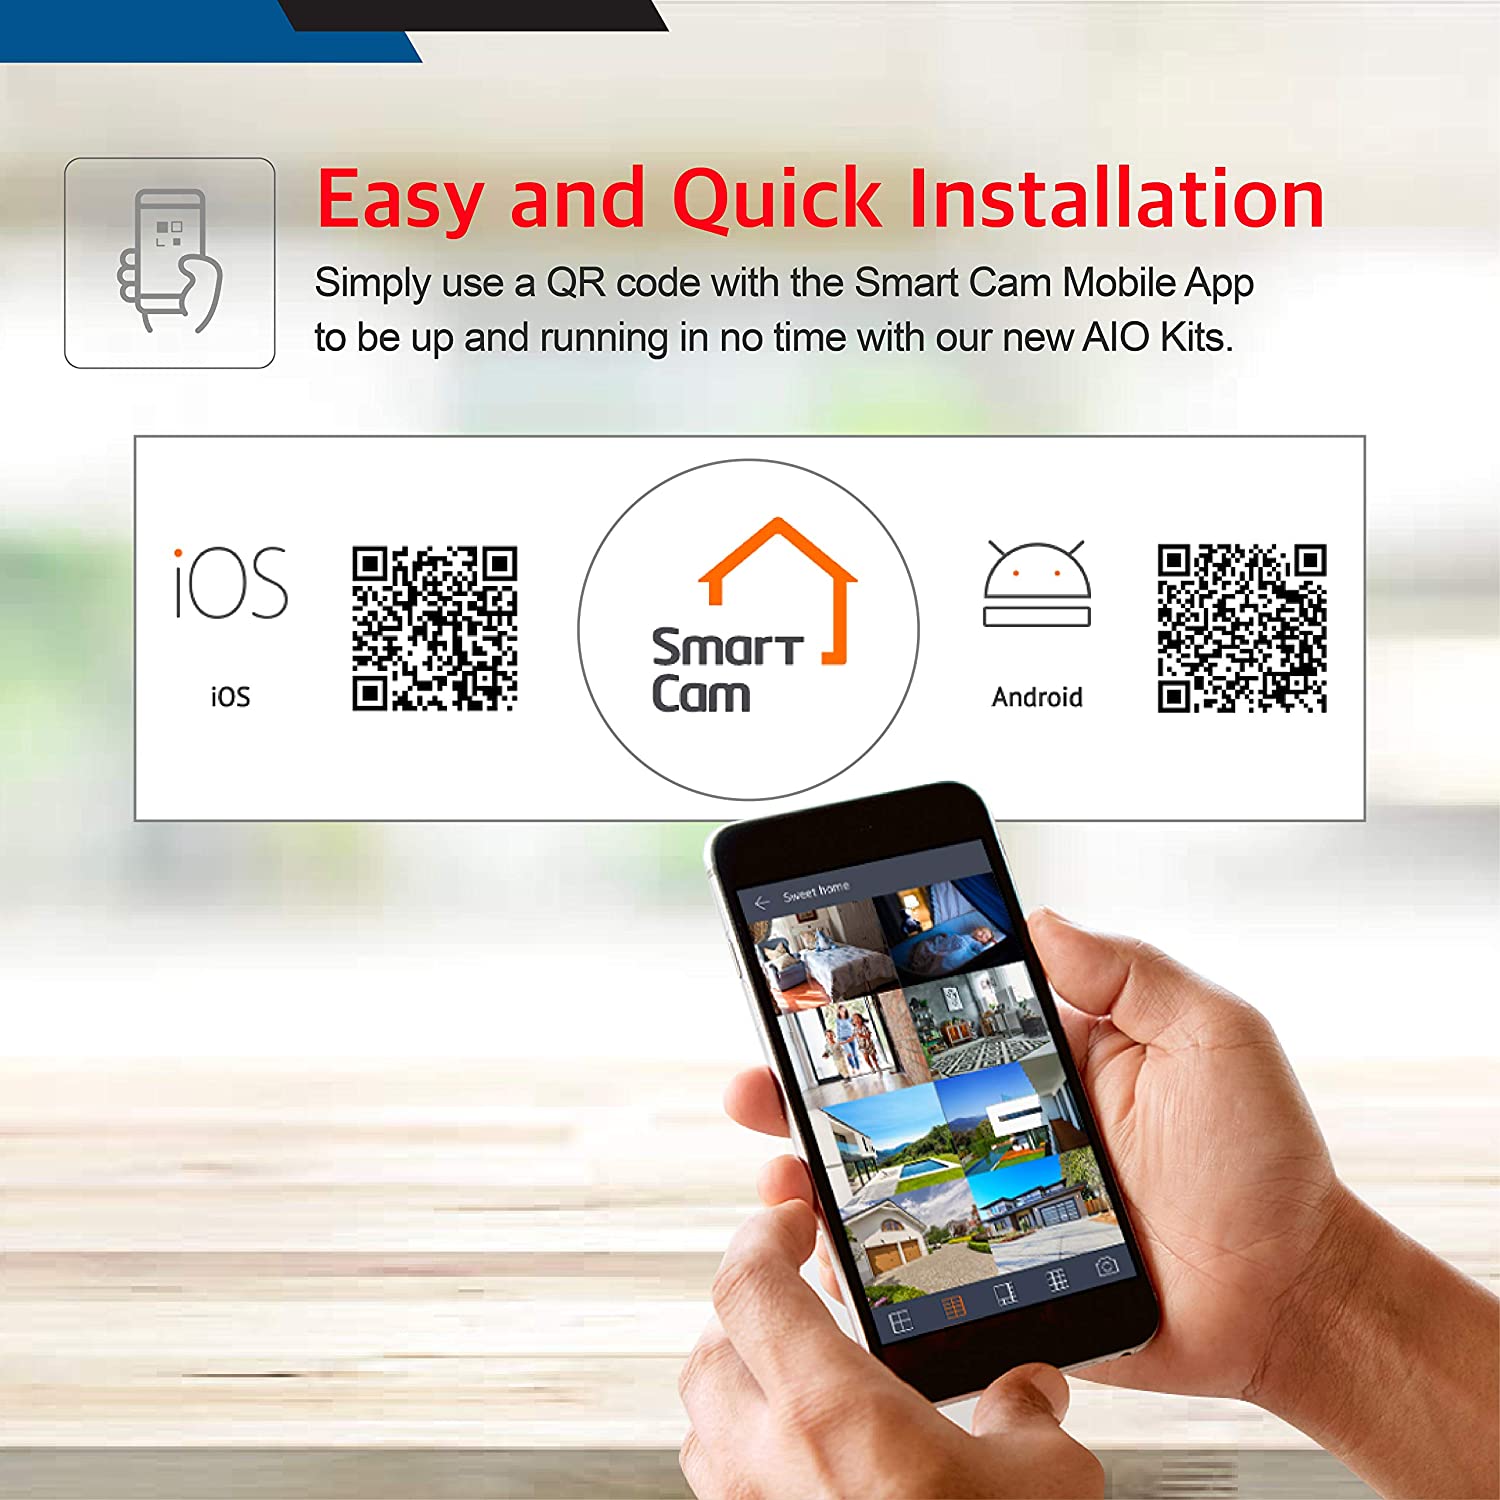 Easy and Quick Installation
Simply use a QR code with the Smart Cam Mobile App
to be up and running in no time with our new AIO Kits.
iOS
iOS
Smart
Cam
Android
Sweet home